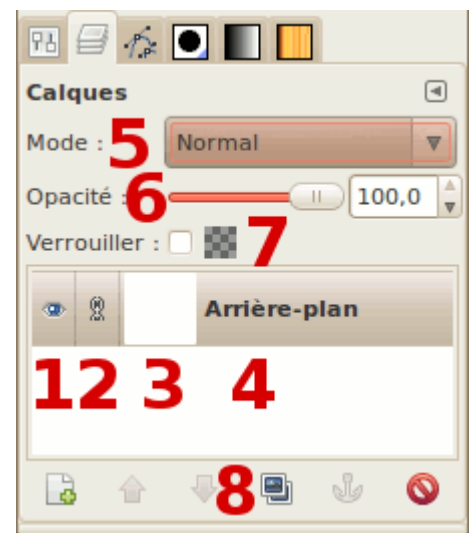 Calques
Mode : 5 Normal
Opacité : 6 100,0
Verrouiller : 7
Arrière-plan
1 2 3 4
8